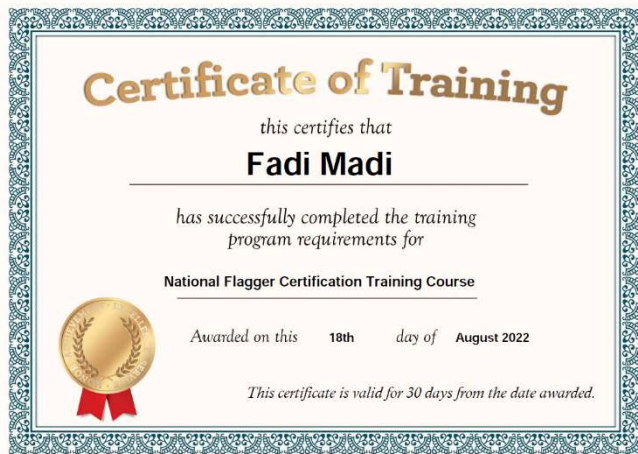 Certificate of Training
this certifies that
Fadi Madi
has successfully completed the training
program requirements for
National Flagger Certification Training Course
Awarded on this 18th day of August 2022
This certificate is valid for 30 days from the date awarded.